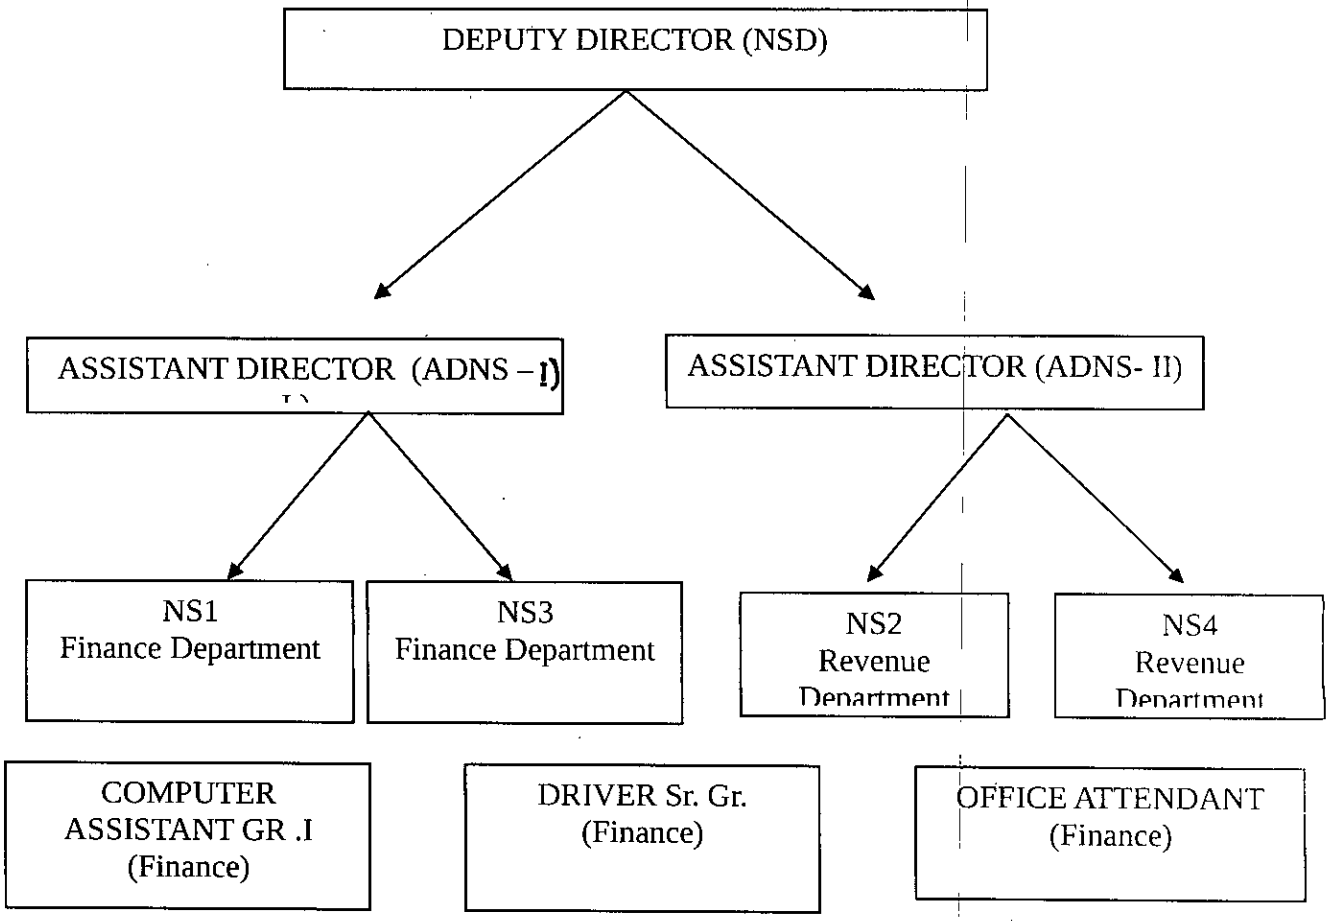 DEPUTY DIRECTOR (NSD)
ASSISTANT DIRECTOR (ADNS – I)
ASSISTANT DIRECTOR (ADNS- II)
NS1
Finance Department
NS3
Finance Department
NS2
Revenue
Department
NS4
Revenue
Department
COMPUTER
ASSISTANT GR .I
(Finance)
DRIVER Sr. Gr.
(Finance)
OFFICE ATTENDANT
(Finance)